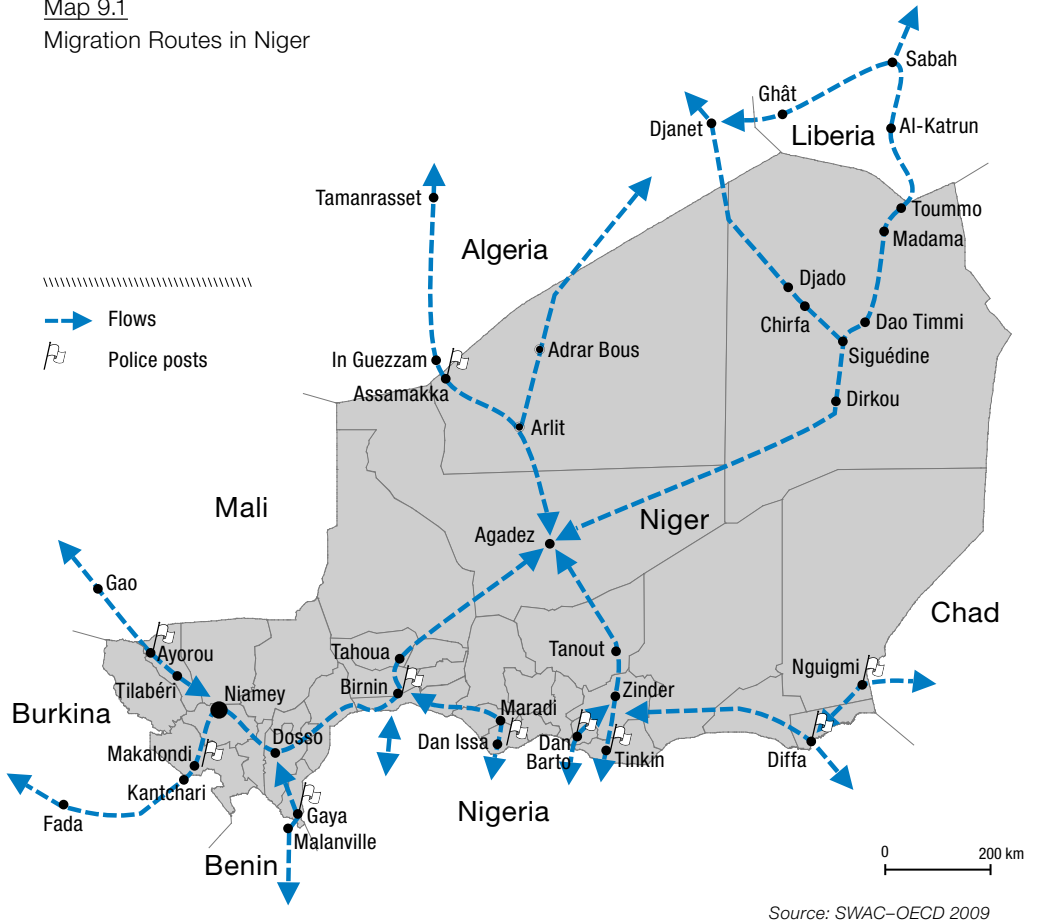 Map 9.1
Migration Routes in Niger
Sabah
Ghât
Djanet
Liberia
Al-Katrun
Tamanrasset
Toummo
Madama
Algeria
Djado
Flows
Chirfa
Dao Timmi
Police posts
In Guezzam
Adrar Bous
Siguédine
Assamakka
Dirkou
Arlit
Mali
Niger
Agadez
Gao
Chad
Ayorou
Tahoua
Tanout
Nguigmi
Tilabéri
Birnin
Niamey
Zinder
Burkina
Maradi
Makalondi
Dosso
Dan Issa
Dan
Barto
Tinkin
Diffa
Kantchari
Fada
Gaya
Nigeria
Malanville
Benin
0 200 km
Source: SWAC–OECD 2009